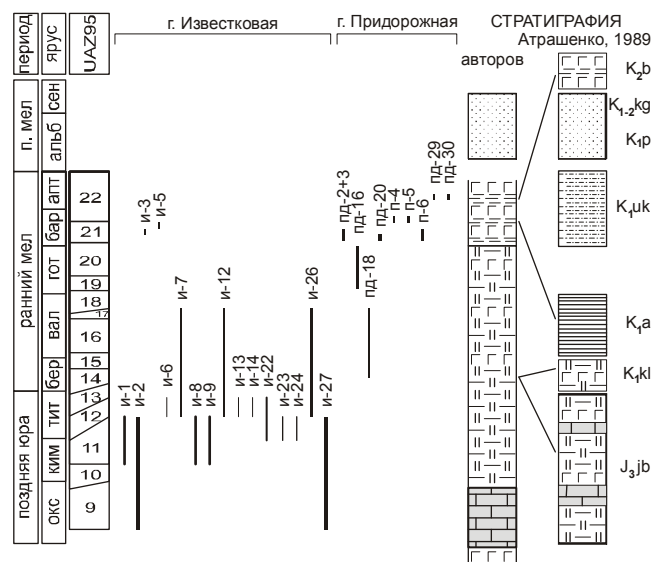 период
ярус
UAZ95
г. Известковая
г. Придорожная
СТРАТИГРАФИЯ
Атрашенко, 1989
авторов
п. мел
ранний мел
поздняя юра
сен
альб
апт
бар
гот
вал
бер
тит
ким
окс
22
21
20
19
18
17
16
15
14
13
12
11
10
9
и-1
и-2
и-3
и-5
и-6
и-7
и-8
и-9
и-12
и-13
и-14
и-22
и-23
и-24
и-26
и-27
пд-2+3
пд-16
пд-18
пд-20
п-4
п-5
п-6
пд-29
пд-30
K₂b
K₁₋₂kg
K₁p
K₁uk
K₁a
K₁kl
J₃jb